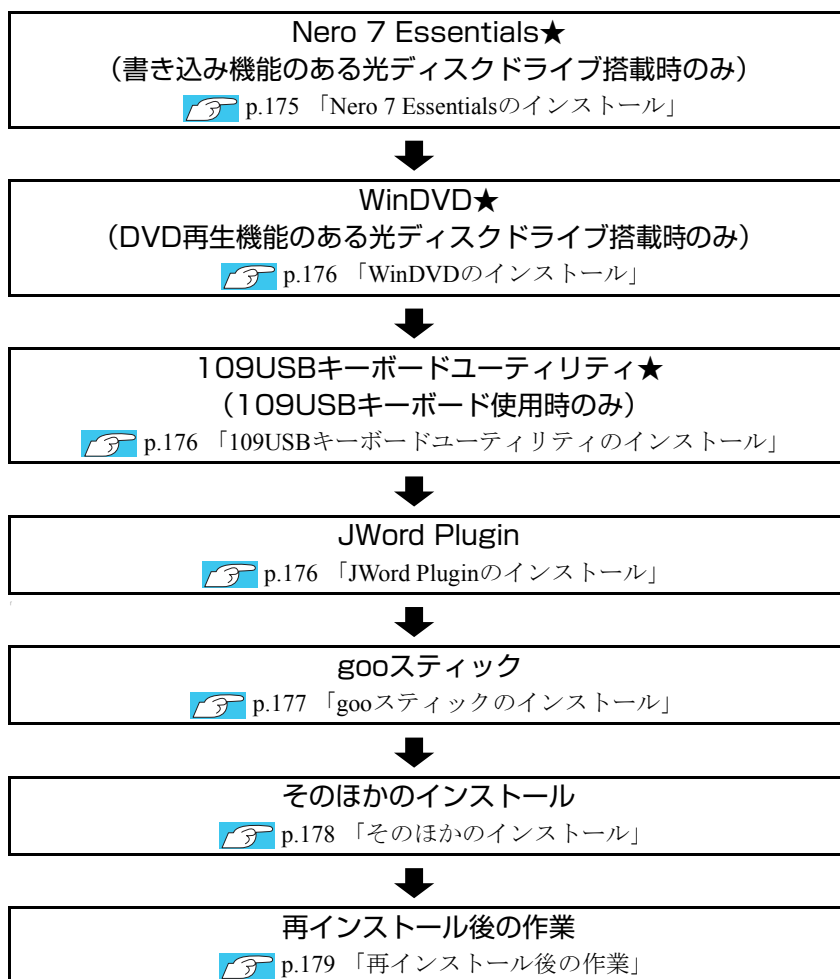 Nero 7 Essentials★
（書き込み機能のある光ディスクドライブ搭載時のみ）
p.175 「Nero 7 Essentialsのインストール」
WinDVD★
（DVD再生機能のある光ディスクドライブ搭載時のみ）
p.176 「WinDVDのインストール」
109USBキーボードユーティリティ★
（109USBキーボード使用時のみ）
p.176 「109USBキーボードユーティリティのインストール」
JWord Plugin
p.176 「JWord Pluginのインストール」
gooスティック
p.177 「gooスティックのインストール」
そのほかのインストール
p.178 「そのほかのインストール」
再インストール後の作業
p.179 「再インストール後の作業」